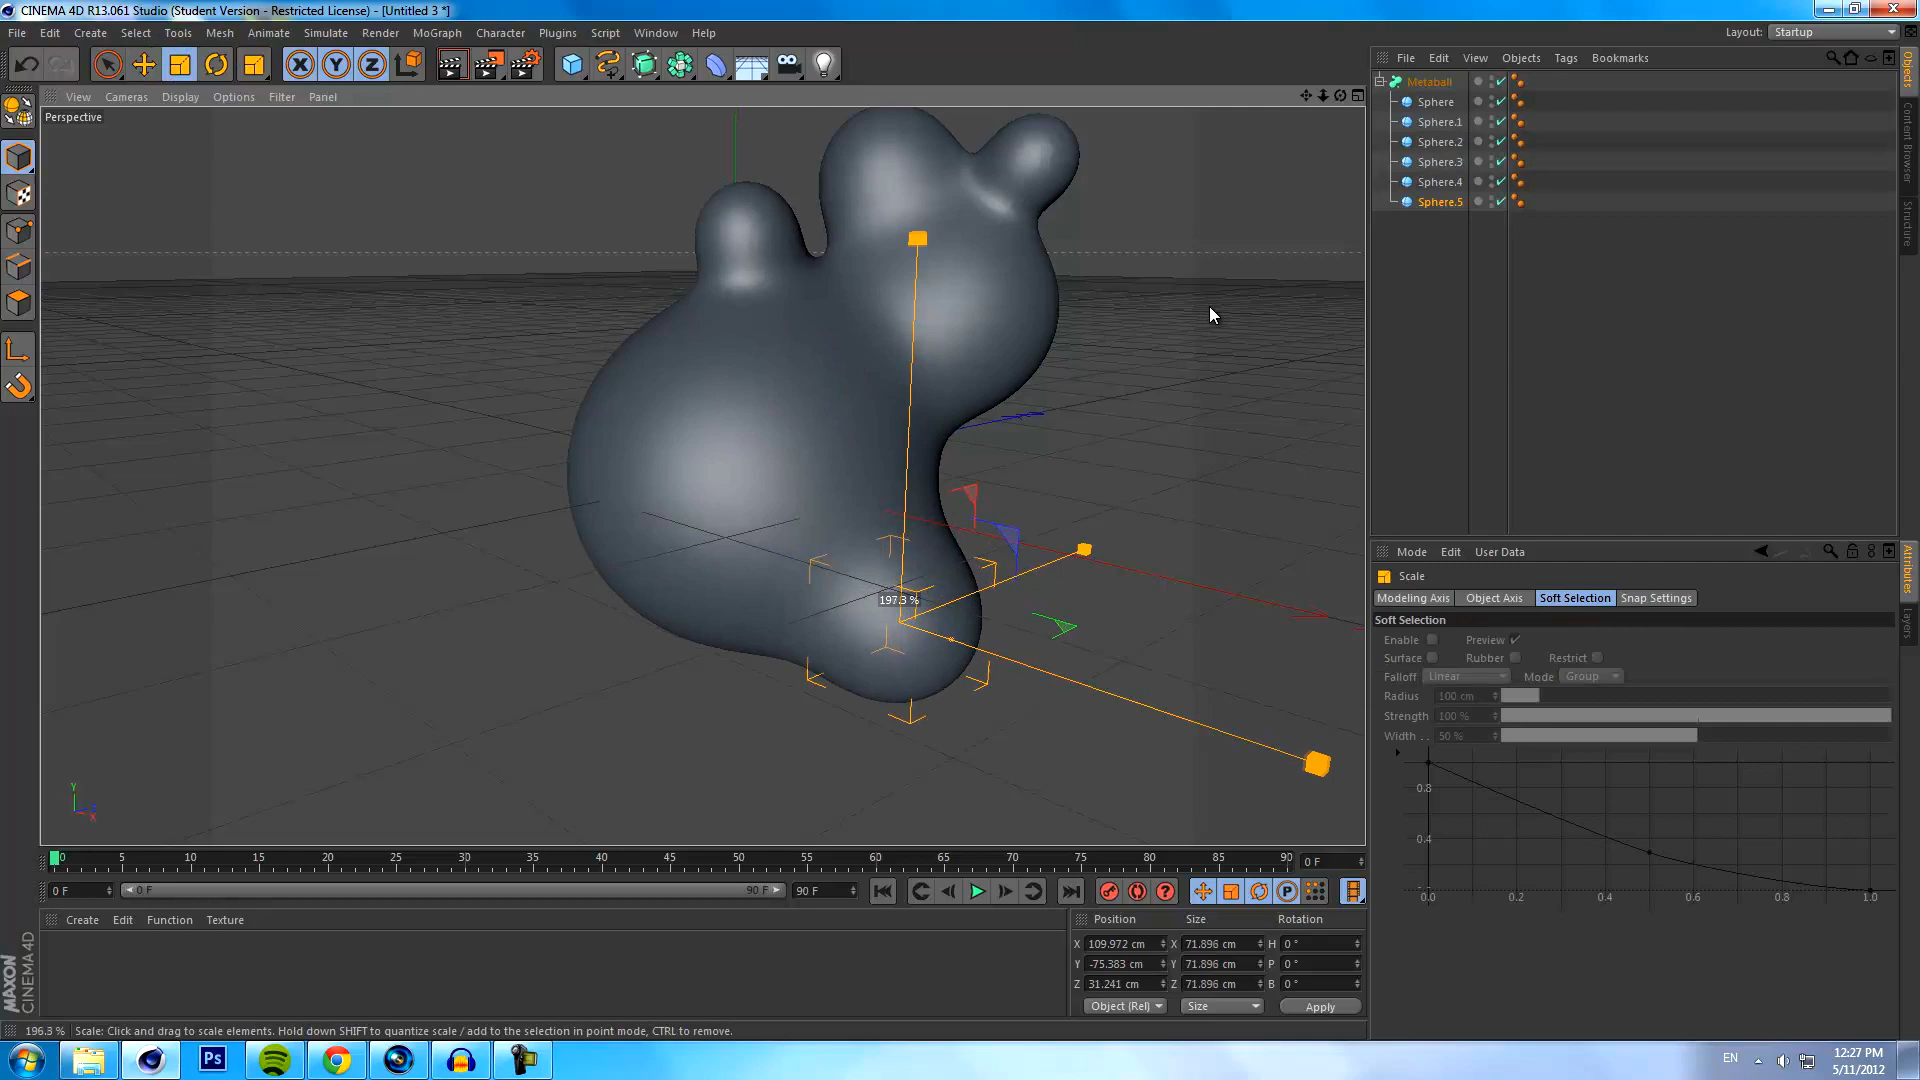 CINEMA 4D R13.061 Studio (Student Version - Restricted License) - [Untitled 3 *]
File Edit Create Select Tools Mesh Animate Simulate Render MoGraph Character Plugins Script Window Help
Layout: Startup
X Y Z
View Cameras Display Options Filter Panel
Perspective
197.3 %
Y
Z
X
File Edit View Objects Tags Bookmarks
Metaball
Sphere
Sphere.1
Sphere.2
Sphere.3
Sphere.4
Sphere.5
Objects
Content Browser
Structure
Mode Edit User Data
Scale
Modeling Axis Object Axis Soft Selection Snap Settings
Soft Selection
Enable Preview
Surface Rubber Restrict
Falloff Linear Mode Group
Radius 100 cm
Strength 100 %
Width . . 50 %
0.8
0.4
0.0 0.2 0.4 0.6 0.8 1.0
Attributes
Layers
0 5 10 15 20 25 30 35 40 45 50 55 60 65 70 75 80 85 90 0 F
0 F 0 F 90 F 90 F
P
Create Edit Function Texture
Position Size Rotation
X 109.972 cm X 71.896 cm H 0 °
Y -75.383 cm Y 71.896 cm P 0 °
Z 31.241 cm Z 71.896 cm B 0 °
Object (Rel) Size Apply
MAXON CINEMA 4D
196.3 % Scale: Click and drag to scale elements. Hold down SHIFT to quantize scale / add to the selection in point mode, CTRL to remove.
Ps
EN
12:27 PM
5/11/2012